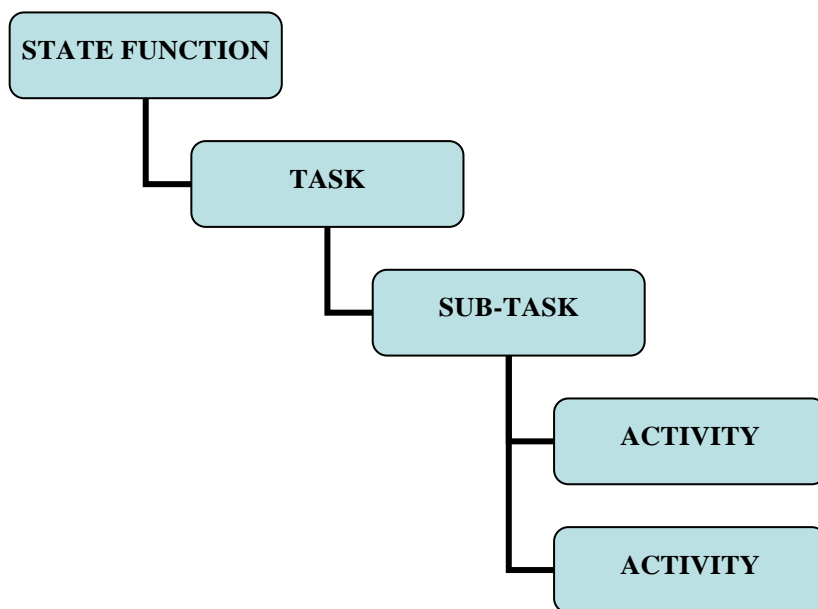 STATE FUNCTION
TASK
SUB-TASK
ACTIVITY
ACTIVITY